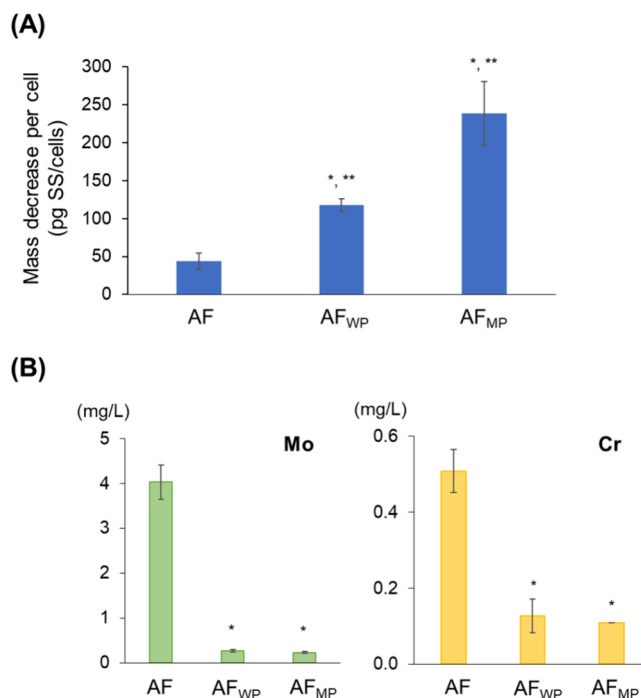 (A)
Mass decrease per cell
(pg SS/cells)
300
250
200
150
100
50
0
*, **
*, **
AF
AFWP
AFMP
(B)
(mg/L)
Mo
5
4
3
2
1
0
*
*
AF
AFWP
AFMP
(mg/L)
Cr
0.6
0.4
0.2
0.0
*
*
AF
AFWP
AFMP